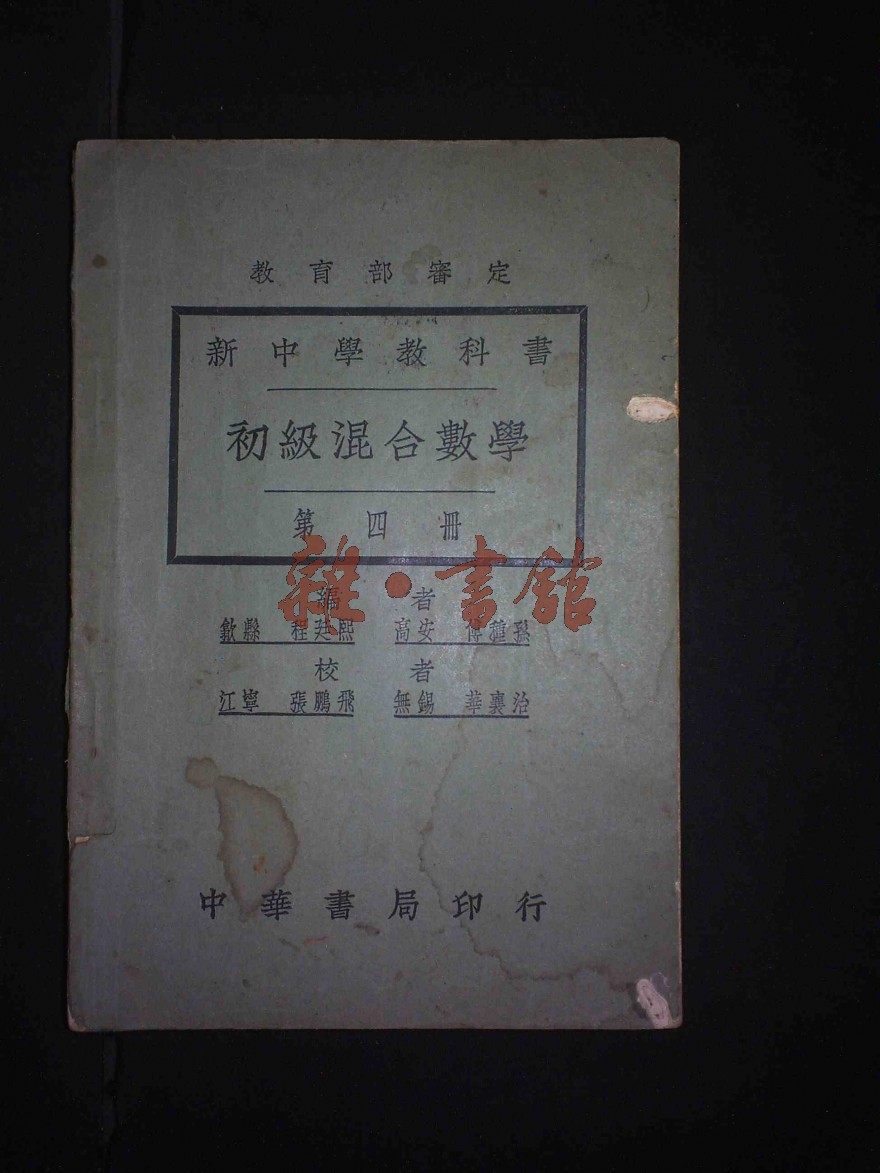 教育部審定
新中學教科書
初級混合數學
第四冊
雜·書館
編者
歙縣 程廷熙 高安 傅種孫
校者
江寧 張鵬飛 無錫 華襄治
中華書局印行